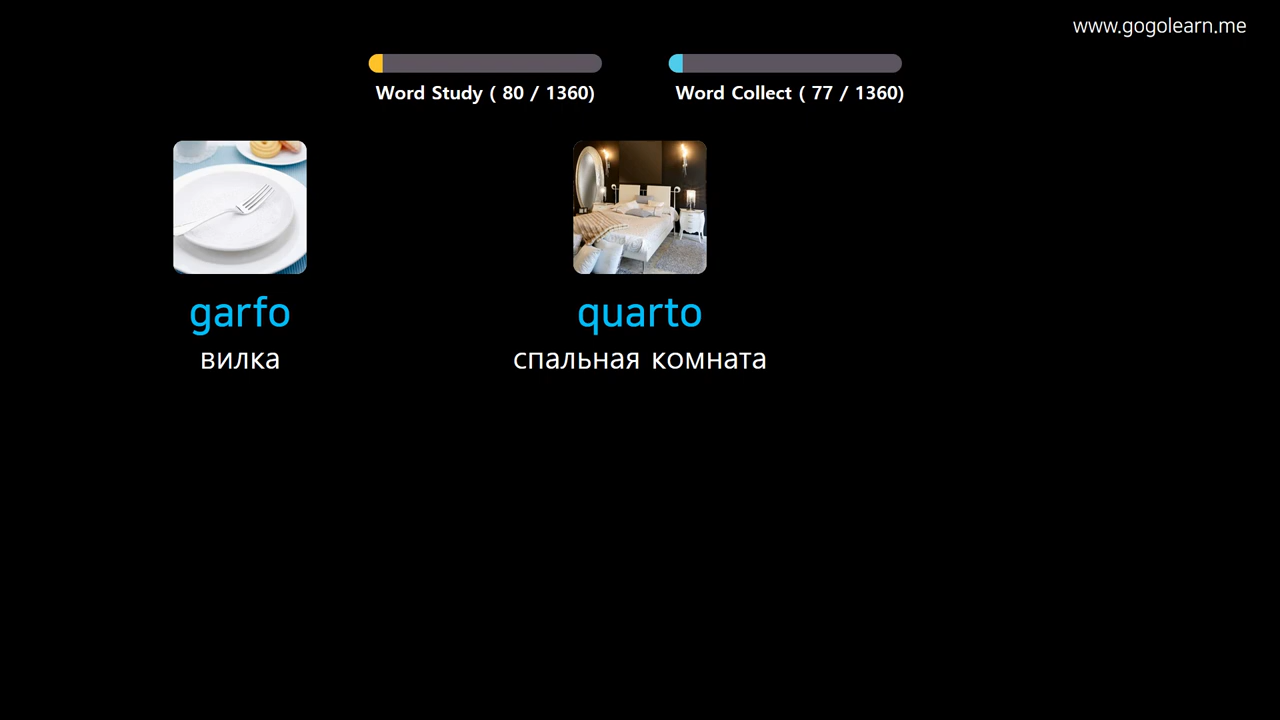 www.gogolearn.me
Word Study ( 80 / 1360)
Word Collect ( 77 / 1360)
garfo
quarto
вилка
спальная комната